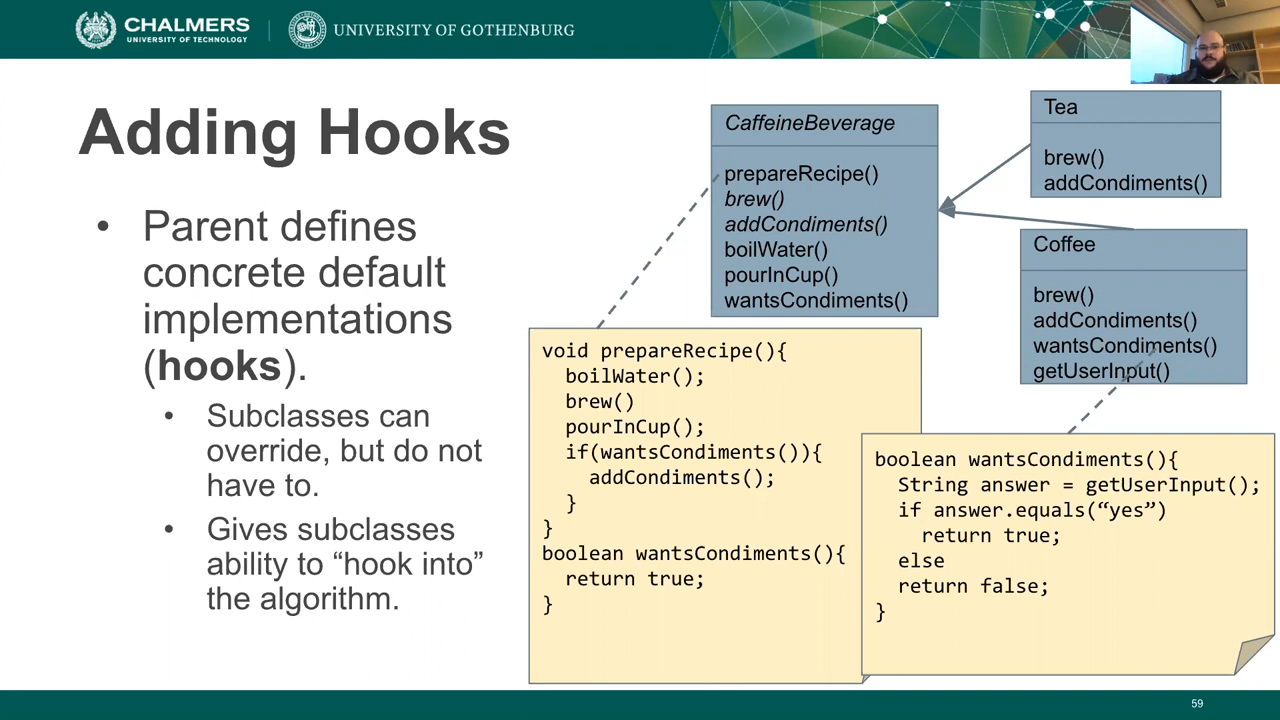 CHALMERS
UNIVERSITY OF TECHNOLOGY
UNIVERSITY OF GOTHENBURG
Adding Hooks
• Parent defines
concrete default
implementations
(hooks).
• Subclasses can
override, but do not
have to.
• Gives subclasses
ability to “hook into”
the algorithm.
CaffeineBeverage
prepareRecipe()
brew()
addCondiments()
boilWater()
pourInCup()
wantsCondiments()
Tea
brew()
addCondiments()
Coffee
brew()
addCondiments()
wantsCondiments()
getUserInput()
void prepareRecipe(){
boilWater();
brew()
pourInCup();
if(wantsCondiments()){
addCondiments();
}
}
boolean wantsCondiments(){
return true;
}
boolean wantsCondiments(){
String answer = getUserInput();
if answer.equals(“yes”)
return true;
else
return false;
}
59